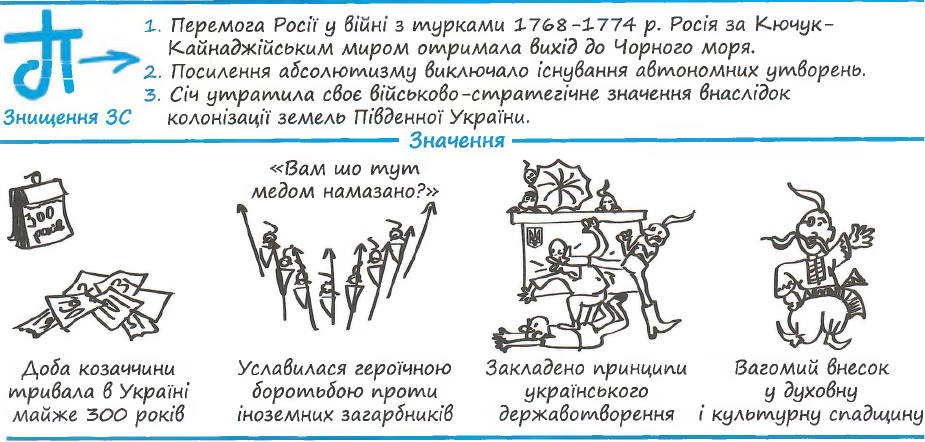 1. Перемога Росії у війні з турками 1768-1774 р. Росія за Кючук-
Кайнаджійським миром отримала вихід до Чорного моря.
2. Посилення абсолютизму виключало існування автономних утворень.
3. Січ утратила своє військово-стратегічне значення внаслідок
колонізації земель Південної України.
Знищення ЗС
Значення
300
років
«Вам шо тут
медом намазано?»
Доба козаччини
тривала в Україні
майже 300 років
Уславилася героїчною
боротьбою проти
іноземних загарбників
Закладено принципи
українського
державотворення
Вагомий внесок
у духовну
і культурну спадщину